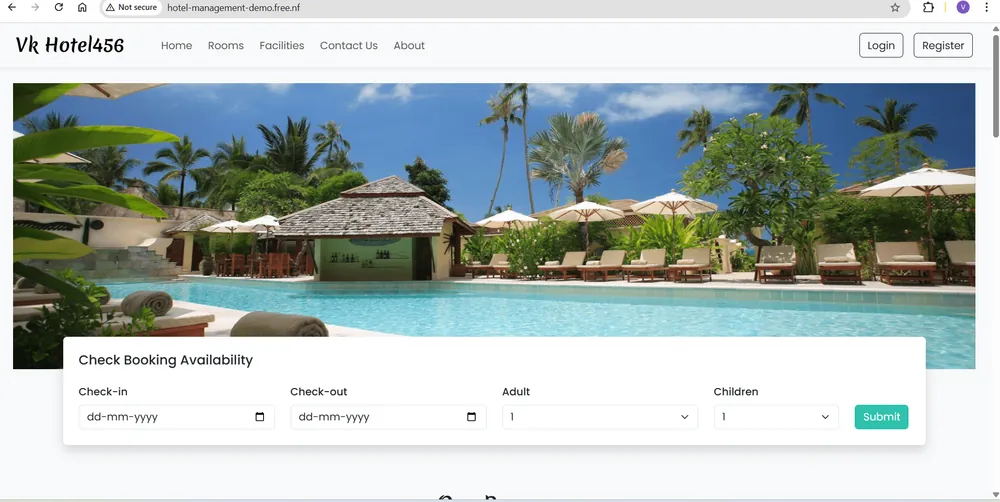 Not secure hotel-management-demo.free.nf V
Vk Hotel456 Home Rooms Facilities Contact Us About Login Register
Check Booking Availability
Check-in Check-out Adult Children
dd-mm-yyyy dd-mm-yyyy 1 1 Submit